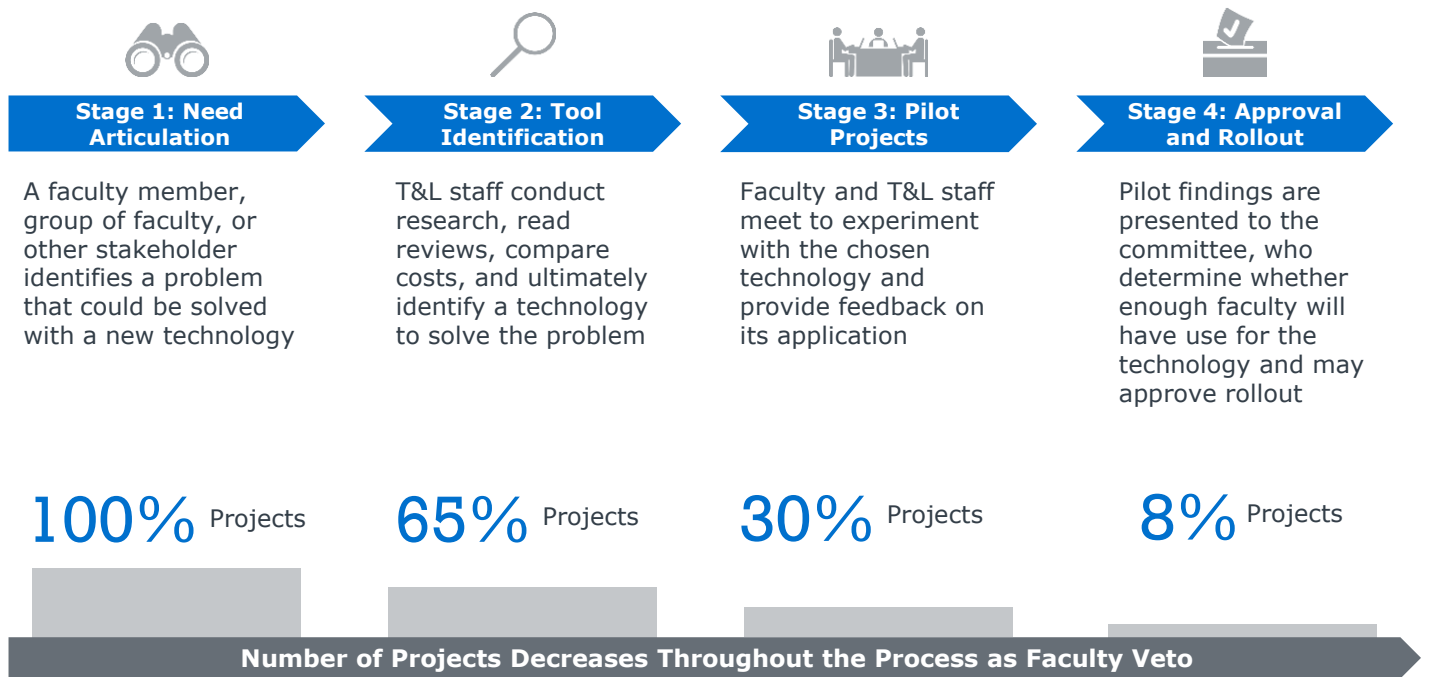 Stage 1: Need
Articulation
A faculty member,
group of faculty, or
other stakeholder
identifies a problem
that could be solved
with a new technology
100% Projects
Stage 2: Tool
Identification
T&L staff conduct
research, read
reviews, compare
costs, and ultimately
identify a technology
to solve the problem
65% Projects
Stage 3: Pilot
Projects
Faculty and T&L staff
meet to experiment
with the chosen
technology and
provide feedback on
its application
30% Projects
Stage 4: Approval
and Rollout
Pilot findings are
presented to the
committee, who
determine whether
enough faculty will
have use for the
technology and may
approve rollout
8% Projects
Number of Projects Decreases Throughout the Process as Faculty Veto